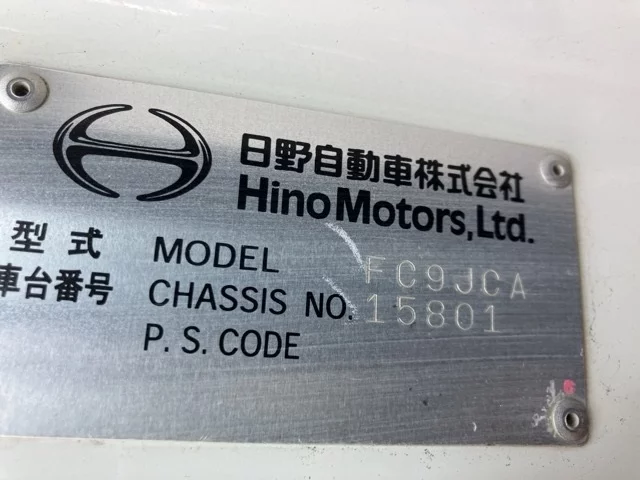 日野自動車株式会社
Hino Motors, Ltd.
型式 MODEL FC9JCA
車台番号 CHASSIS NO. 15801
P. S. CODE